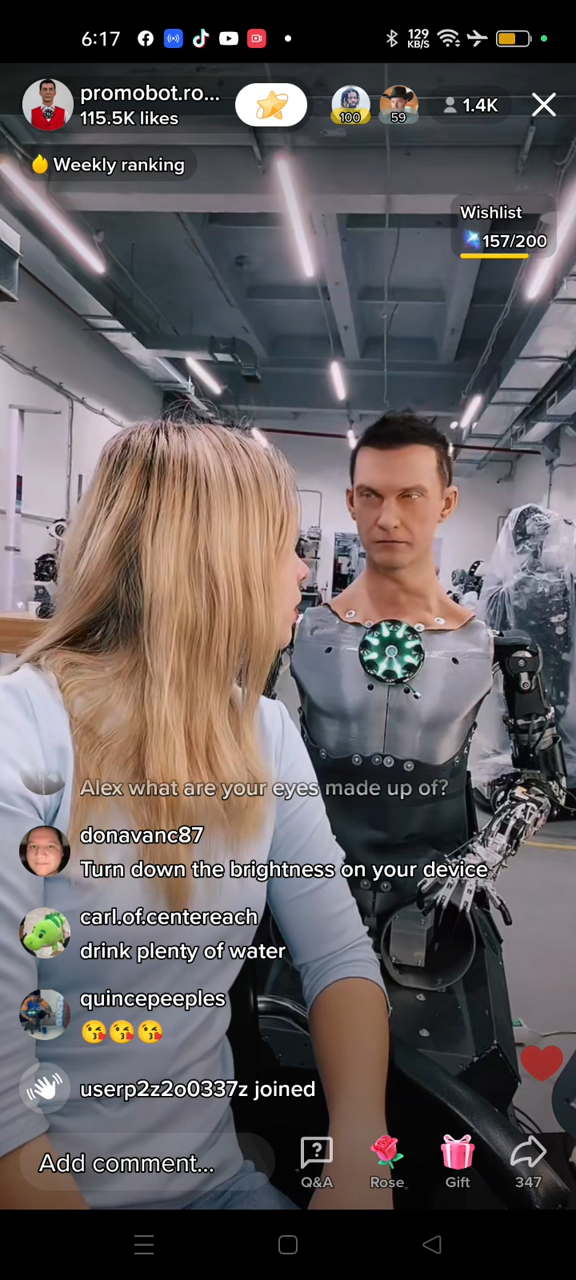 6:17
129
KB/S
promobot.ro...
115.5K likes
100
59
1.4K
Weekly ranking
Wishlist
157/200
Alex what are your eyes made up of?
donavanc87
Turn down the brightness on your device
carl.of.centereach
drink plenty of water
quincepeeples
😘😘😘
userp2z2o0337z joined
Add comment...
Q&A
Rose
Gift
347